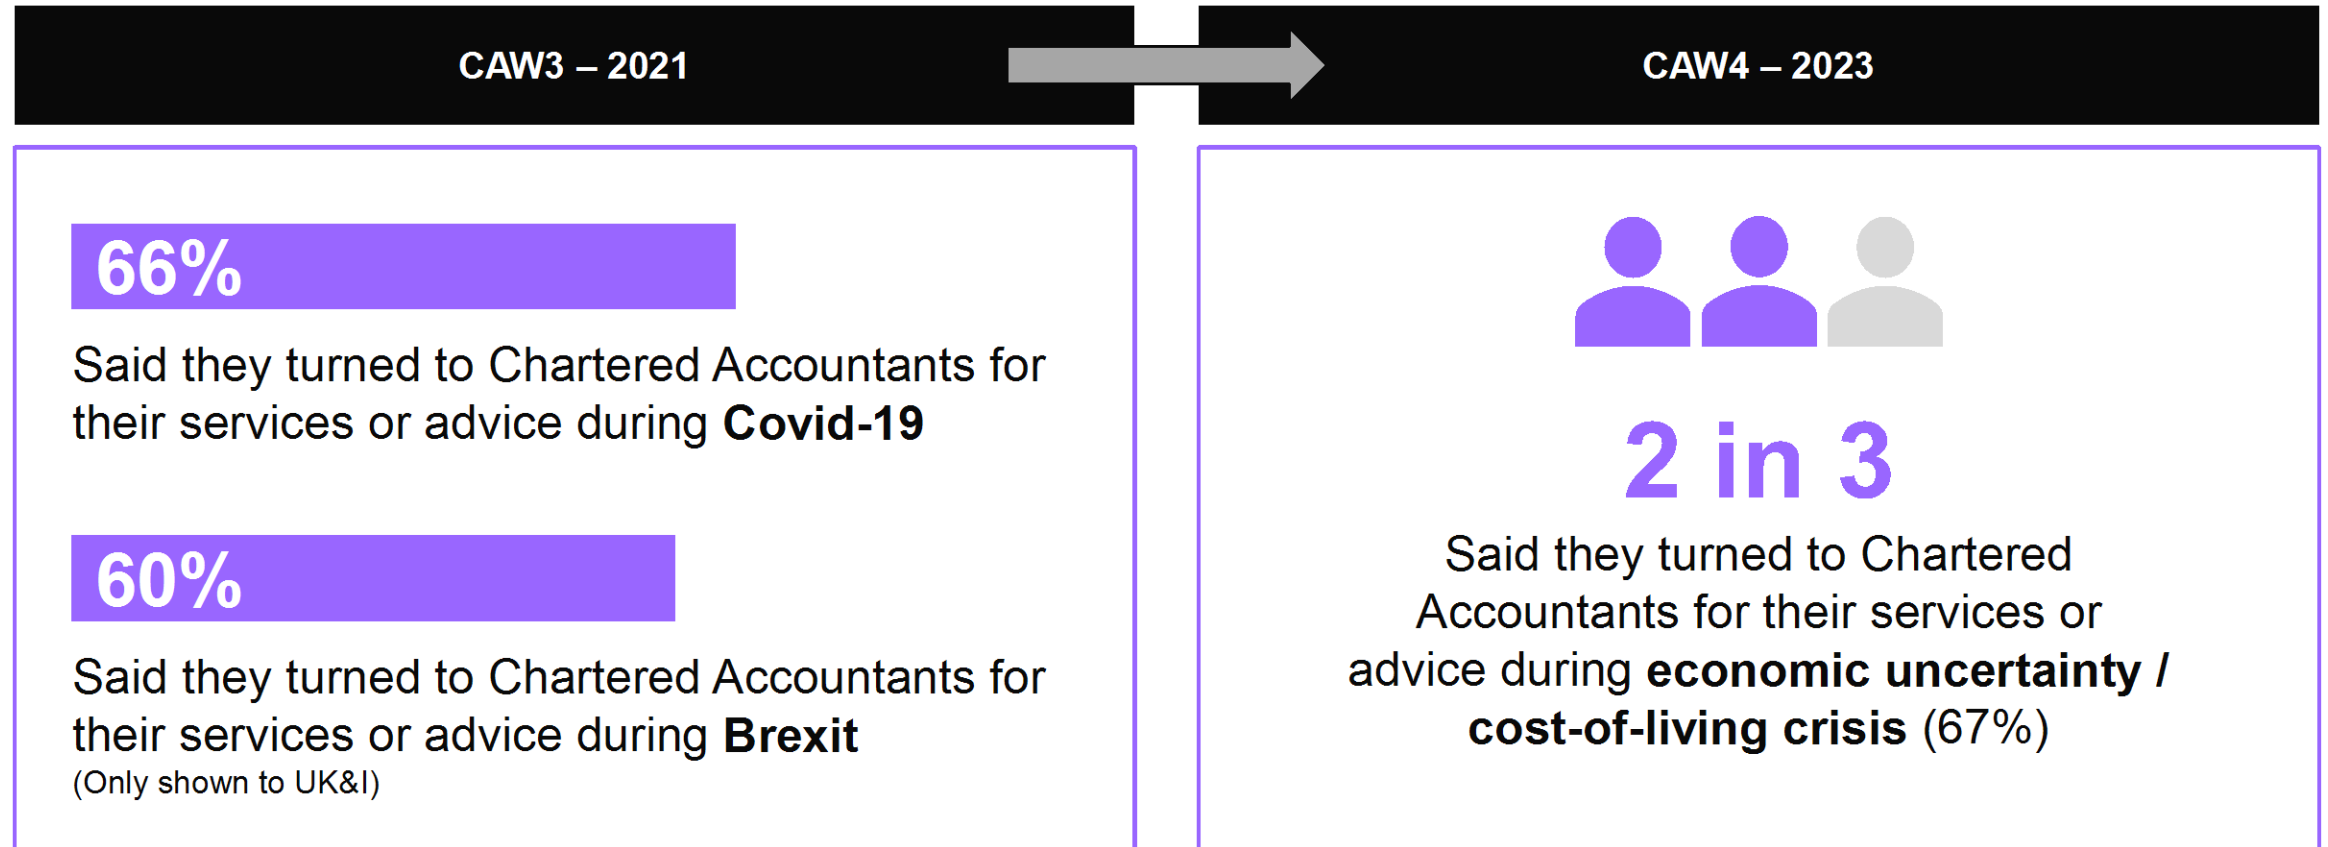 CAW3 – 2021
CAW4 – 2023
66%
Said they turned to Chartered Accountants for
their services or advice during Covid-19
60%
Said they turned to Chartered Accountants for
their services or advice during Brexit
(Only shown to UK&I)
2 in 3
Said they turned to Chartered
Accountants for their services or
advice during economic uncertainty /
cost-of-living crisis (67%)